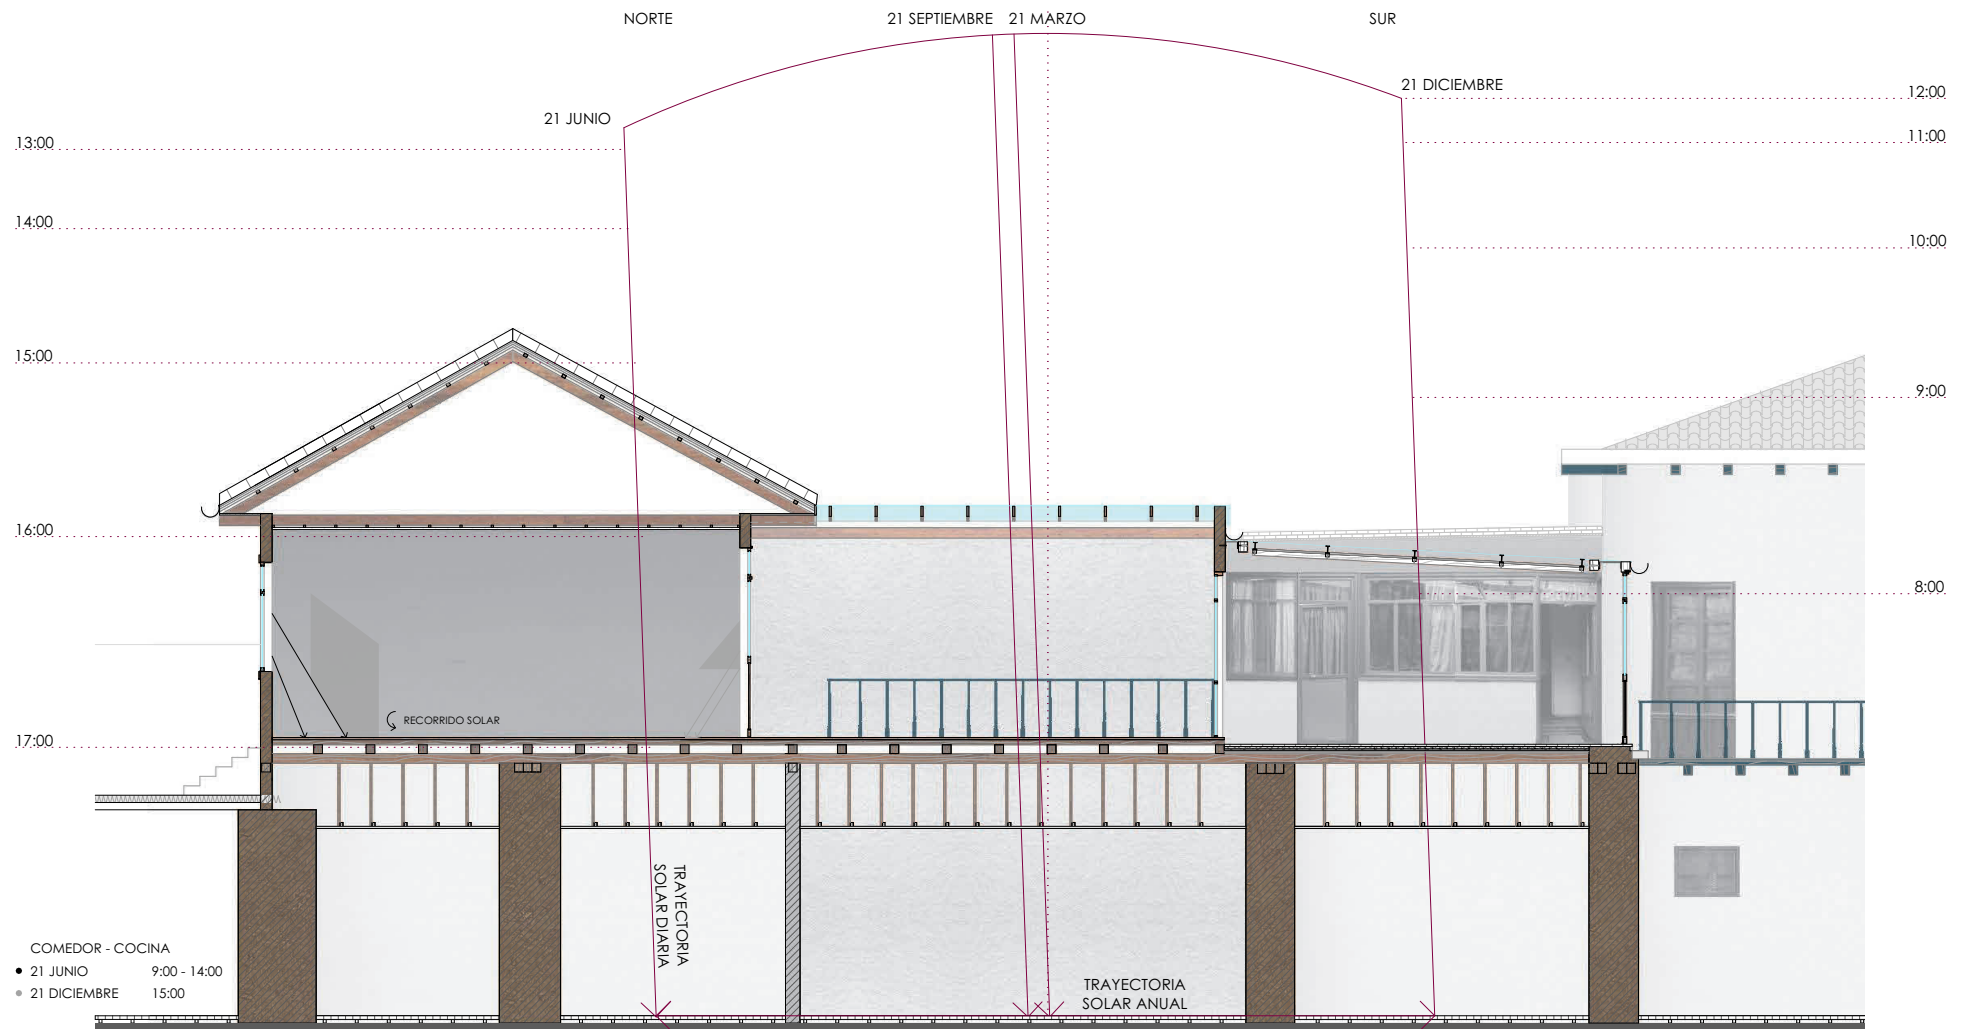 NORTE
21 SEPTIEMBRE
21 MARZO
SUR
21 DICIEMBRE
21 JUNIO
13:00
14:00
15:00
16:00
17:00
12:00
11:00
10:00
9:00
8:00
RECORRIDO SOLAR
TRAYECTORIA
SOLAR DIARIA
TRAYECTORIA
SOLAR ANUAL
COMEDOR - COCINA
21 JUNIO 9:00 - 14:00
21 DICIEMBRE 15:00